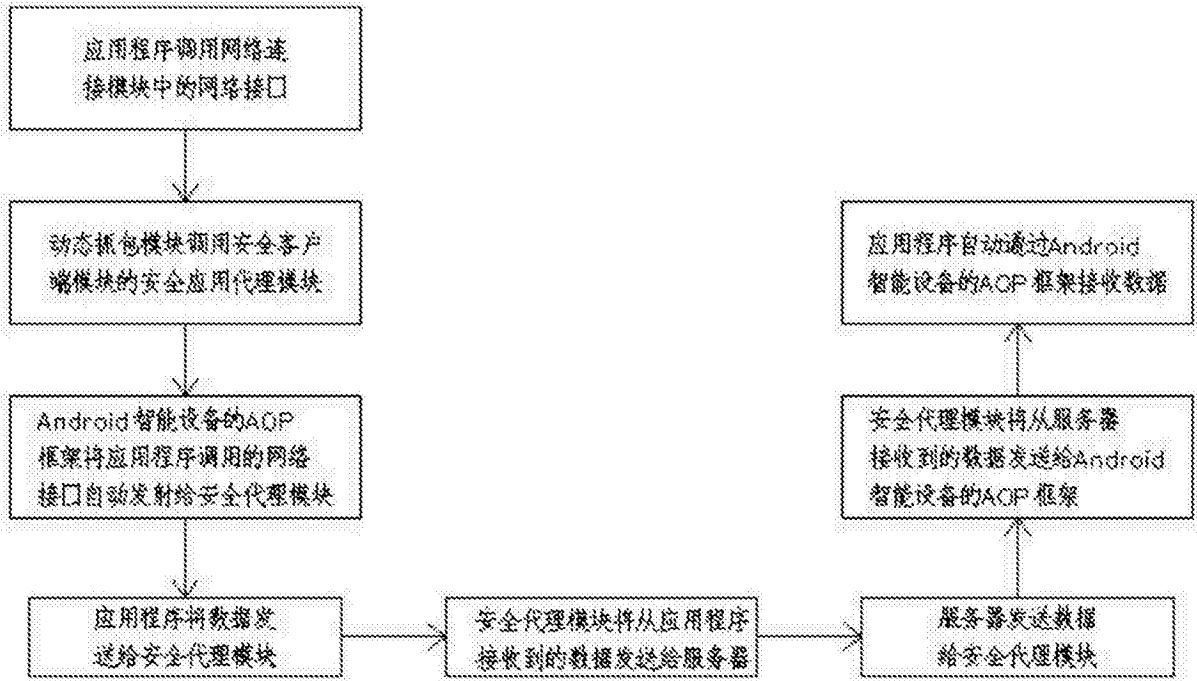 应用程序调用网络连
接模块中的网络接口
动态抓包模块调用安全客户
端模块的安全应用代理模块
Android智能设备的AOP
框架将应用程序调用的网络
接口自动发射给安全代理模块
应用程序将数据发
送给安全代理模块
安全代理模块将从应用程序
接收到的数据发送给服务器
服务器发送数据
给安全代理模块
安全代理模块将从服务器
接收到的数据发送给Android
智能设备的AOP框架
应用程序自动通过Android
智能设备的AOP框架接收数据